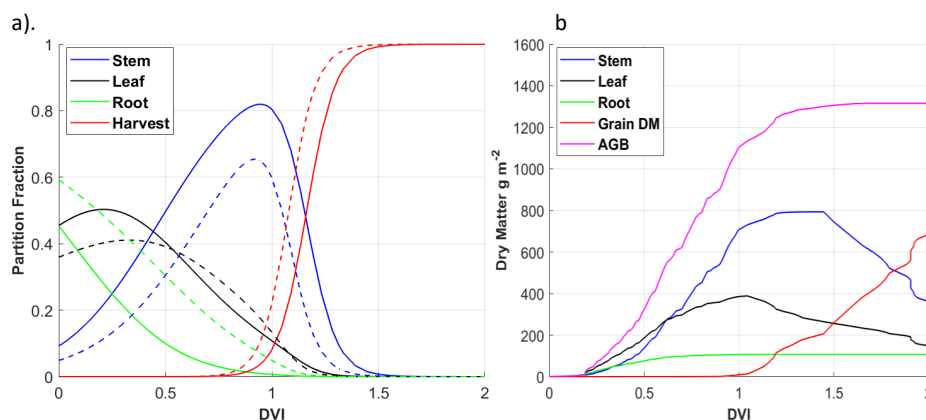 a).
Partition Fraction
1
0.8
0.6
0.4
0.2
0
0
0.5
1
1.5
2
DVI
Stem
Leaf
Root
Harvest
b
Dry Matter g m-2
1600
1400
1200
1000
800
600
400
200
0
0
0.5
1
1.5
2
DVI
Stem
Leaf
Root
Grain DM
AGB